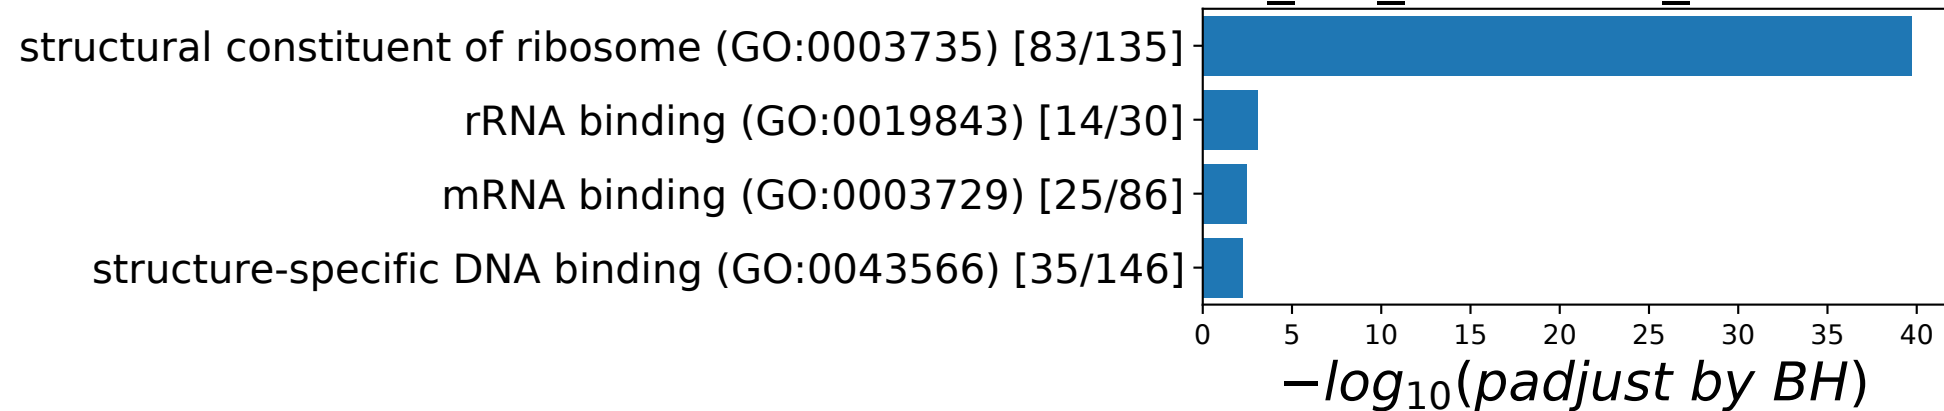 structural constituent of ribosome (GO:0003735) [83/135]
rRNA binding (GO:0019843) [14/30]
mRNA binding (GO:0003729) [25/86]
structure-specific DNA binding (GO:0043566) [35/146]
0 5 10 15 20 25 30 35 40
−log₁₀(padjust by BH)